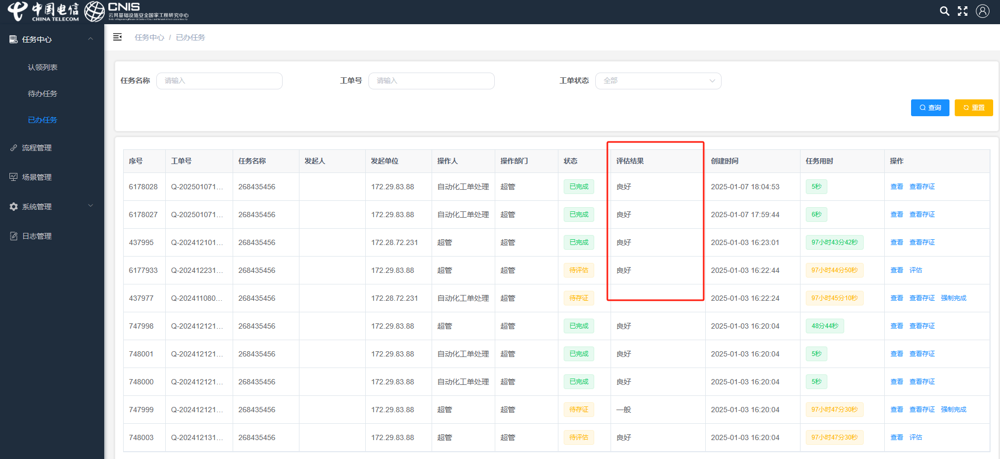 中国电信
CHINA TELECOM
CNIS
云网基础设施安全国家工程研究中心
任务中心
认领列表
待办任务
已办任务
流程管理
场景管理
系统管理
日志管理
任务中心 / 已办任务
任务名称 请输入 工单号 请输入 工单状态 全部
查询 重置
序号 工单号 任务名称 发起人 发起单位 操作人 操作部门 状态 评估结果 创建时间 任务用时 操作
6178028 Q-202501071... 268435456 172.29.83.88 自动化工单处理 超管 已完成 良好 2025-01-07 18:04:53 5秒 查看 查看存证
6178027 Q-202501071... 268435456 172.29.83.88 自动化工单处理 超管 已完成 良好 2025-01-07 17:59:44 6秒 查看 查看存证
437995 Q-202412101... 268435456 172.28.72.231 超管 超管 已完成 良好 2025-01-03 16:23:01 97小时43分42秒 查看 查看存证
6177933 Q-202412231... 268435456 172.29.83.88 超管 超管 待评估 良好 2025-01-03 16:22:44 97小时44分50秒 查看 评估
437977 Q-202411080... 268435456 172.28.72.231 自动化工单处理 超管 待存证 2025-01-03 16:22:24 97小时45分10秒 查看 查看存证 强制完成
747998 Q-202412121... 268435456 172.29.83.88 超管 超管 已完成 良好 2025-01-03 16:20:04 48分44秒 查看 查看存证
748001 Q-202412121... 268435456 172.29.83.88 自动化工单处理 超管 已完成 良好 2025-01-03 16:20:04 5秒 查看 查看存证
748000 Q-202412121... 268435456 172.29.83.88 自动化工单处理 超管 已完成 良好 2025-01-03 16:20:04 5秒 查看 查看存证
747999 Q-202412121... 268435456 172.29.83.88 超管 超管 待存证 一般 2025-01-03 16:20:04 97小时47分30秒 查看 查看存证 强制完成
748003 Q-202412131... 268435456 172.29.83.88 超管 超管 待评估 良好 2025-01-03 16:20:04 97小时47分30秒 查看 评估